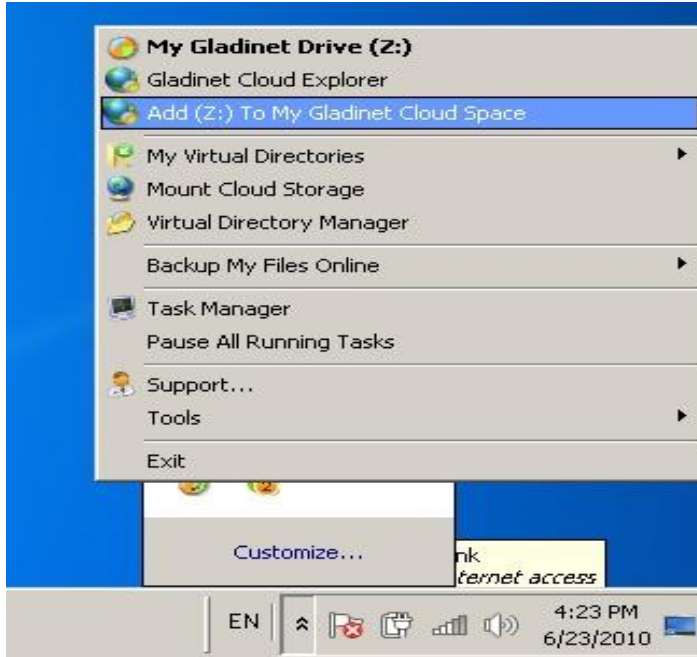 My Gladinet Drive (Z:)
Gladinet Cloud Explorer
Add (Z:) To My Gladinet Cloud Space
My Virtual Directories
Mount Cloud Storage
Virtual Directory Manager
Backup My Files Online
Task Manager
Pause All Running Tasks
Support...
Tools
Exit
Customize...
nk
ternet access
EN
4:23 PM
6/23/2010